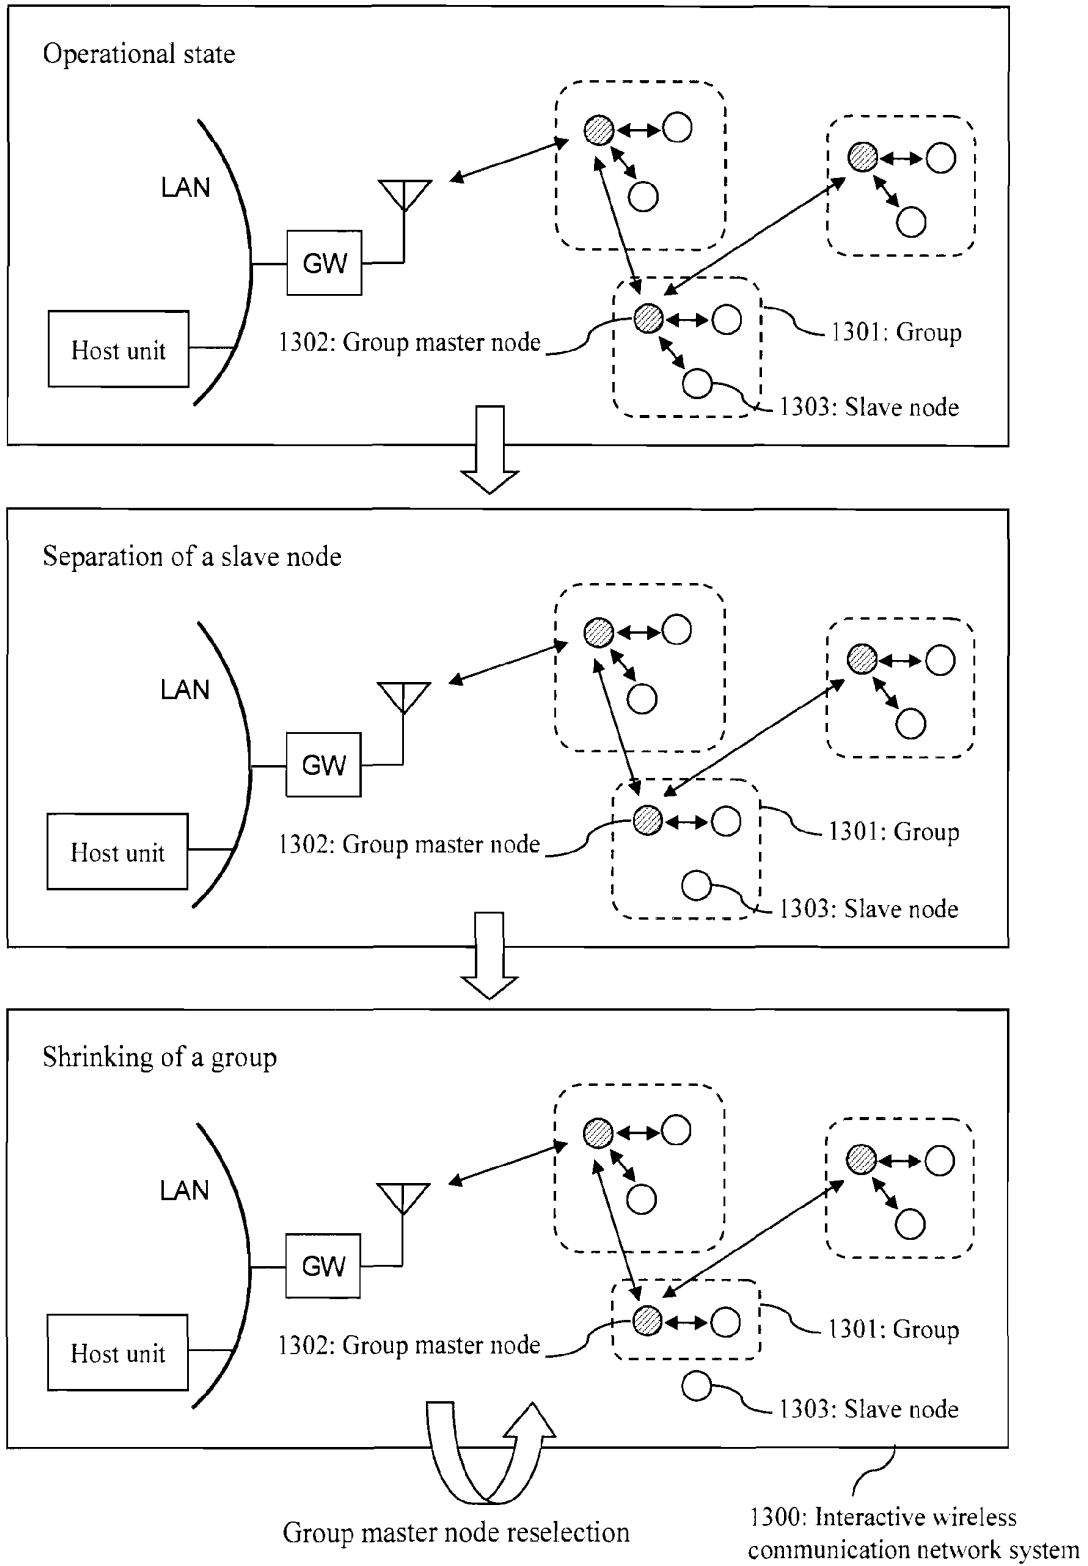 Operational state
LAN
GW
Host unit
1302: Group master node
1301: Group
1303: Slave node
Separation of a slave node
LAN
GW
Host unit
1302: Group master node
1301: Group
1303: Slave node
Shrinking of a group
LAN
GW
Host unit
1302: Group master node
1301: Group
1303: Slave node
Group master node reselection
1300: Interactive wireless
communication network system